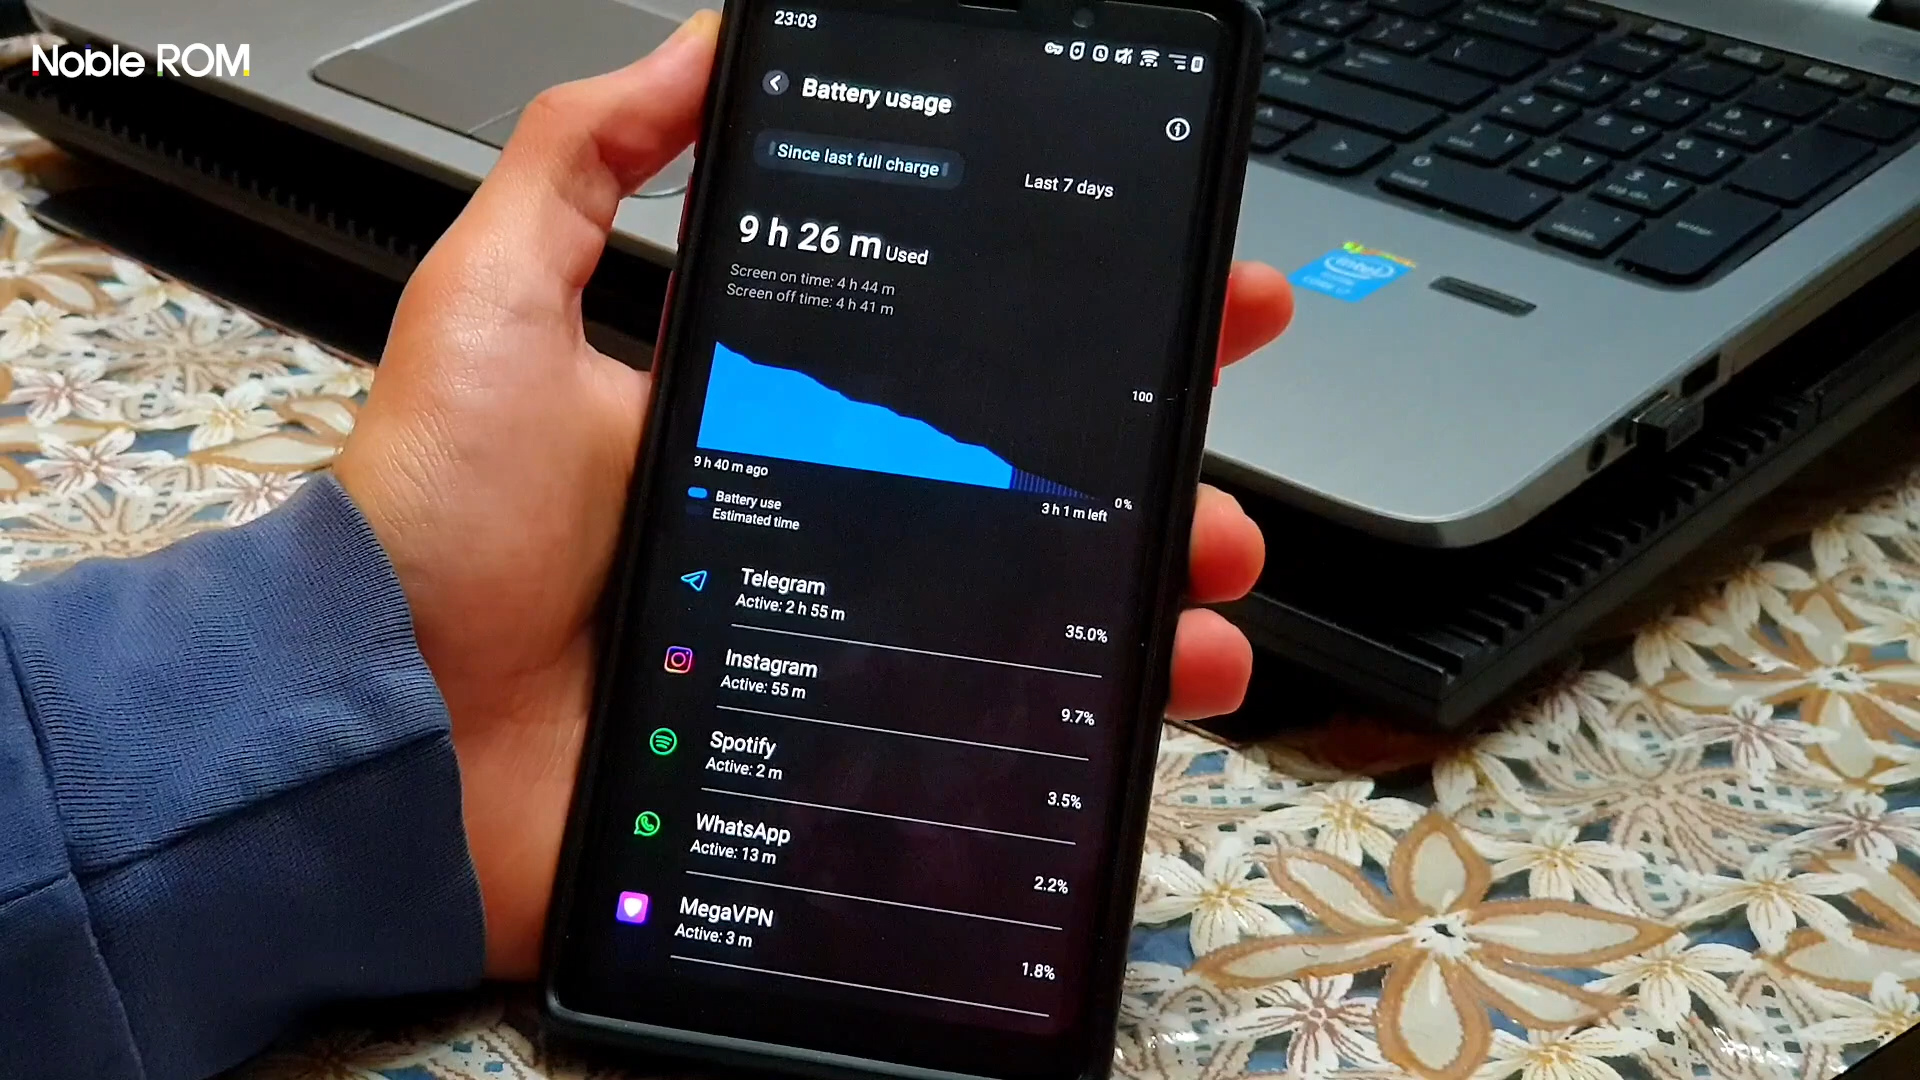 Noble ROM
23:03
Battery usage
Since last full charge
Last 7 days
9 h 26 m Used
Screen on time: 4 h 44 m
Screen off time: 4 h 41 m
100
0%
9 h 40 m ago
3 h 1 m left
Battery use
Estimated time
Telegram
Active: 2 h 55 m
35.0%
Instagram
Active: 55 m
9.7%
Spotify
Active: 2 m
3.5%
WhatsApp
Active: 13 m
2.2%
MegaVPN
Active: 3 m
1.8%
intel